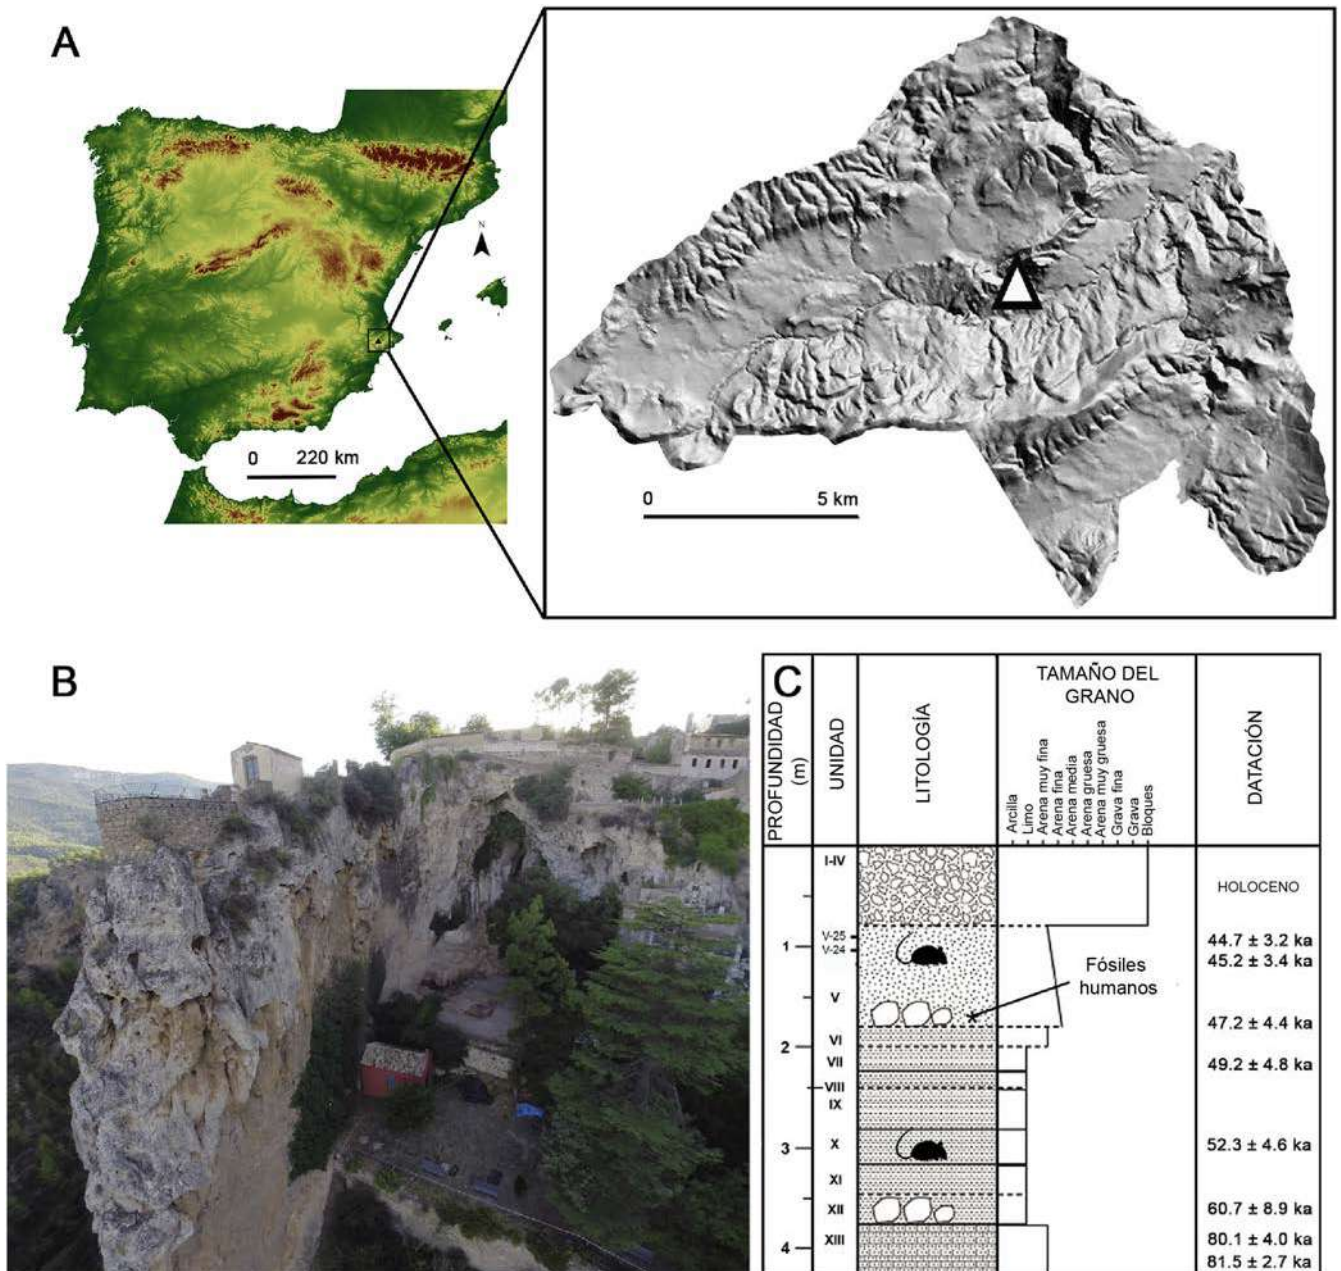 A
N
0 220 km
0 5 km
B
C
PROFUNDIDAD
(m)
UNIDAD
LITOLOGÍA
TAMAÑO DEL
GRANO
Arcilla
Limo
Arena muy fina
Arena fina
Arena media
Arena gruesa
Arena muy gruesa
Grava fina
Grava
Bloques
DATACIÓN
I-IV
HOLOCENO
V-25
44.7 ± 3.2 ka
1
V-24
45.2 ± 3.4 ka
Fósiles
humanos
V
47.2 ± 4.4 ka
VI
2
VII
49.2 ± 4.8 ka
VIII
IX
X
52.3 ± 4.6 ka
3
XI
XII
60.7 ± 8.9 ka
XIII
80.1 ± 4.0 ka
4
81.5 ± 2.7 ka